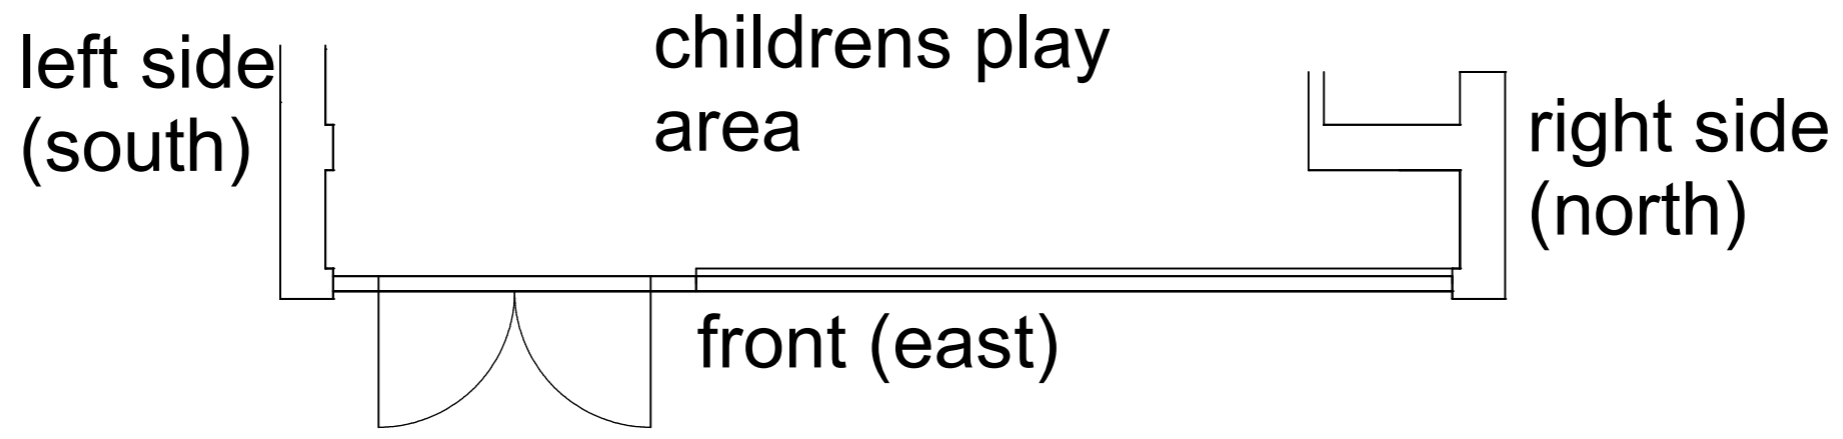 left side
(south)
childrens play
area
right side
(north)
front (east)